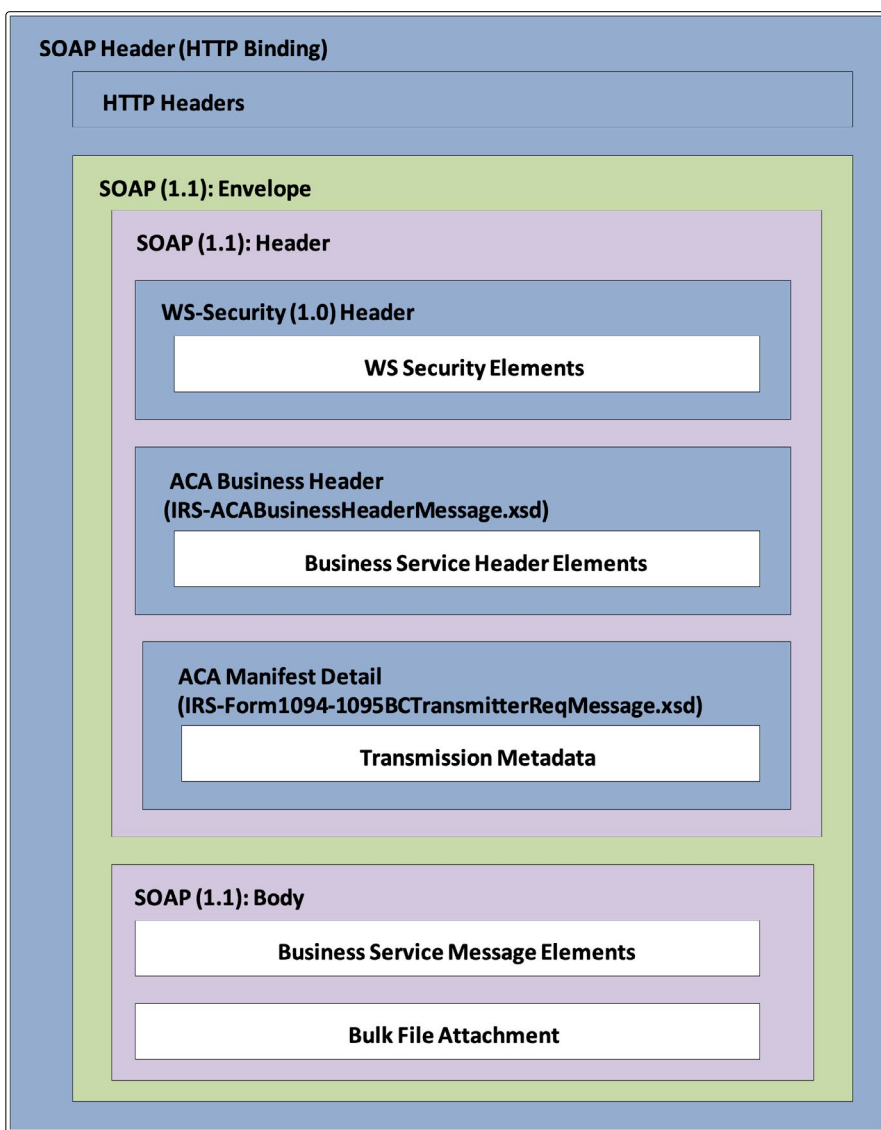 SOAP Header (HTTP Binding)
HTTP Headers
SOAP (1.1): Envelope
SOAP (1.1): Header
WS-Security (1.0) Header
WS Security Elements
ACA Business Header
(IRS-ACABusinessHeaderMessage.xsd)
Business Service Header Elements
ACA Manifest Detail
(IRS-Form1094-1095BCTransmitterReqMessage.xsd)
Transmission Metadata
SOAP (1.1): Body
Business Service Message Elements
Bulk File Attachment